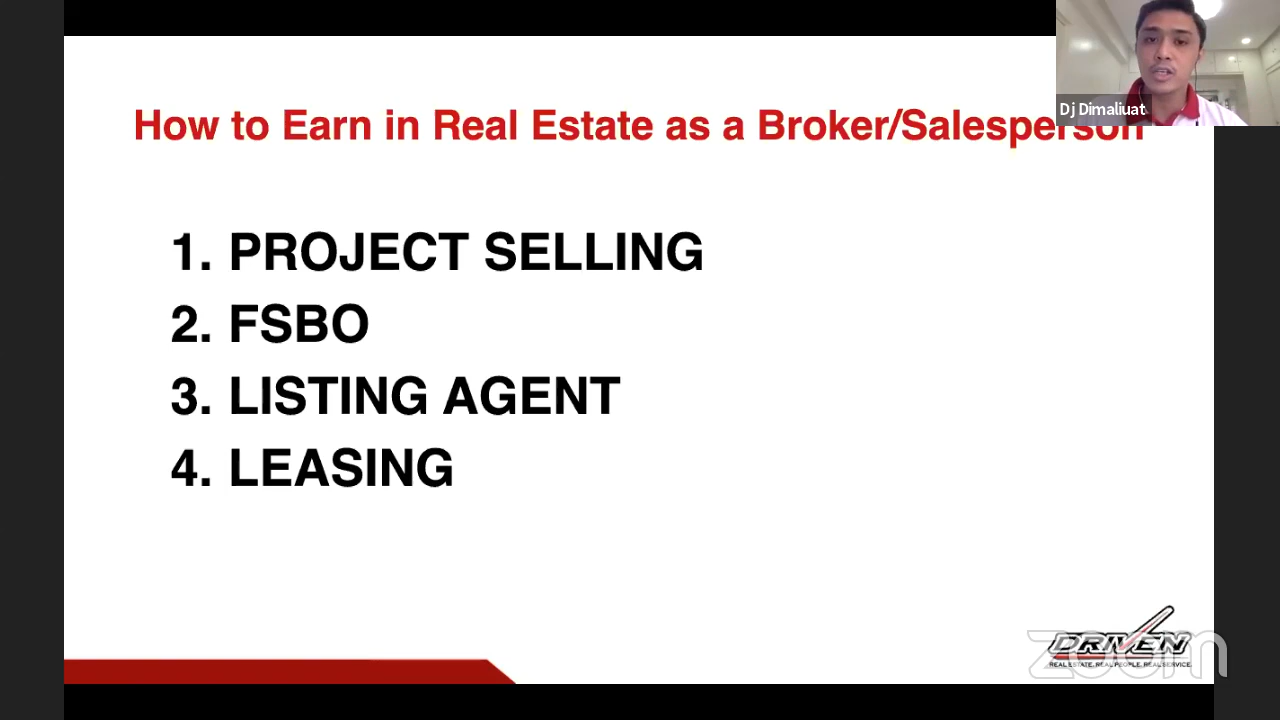 Dj Dimaliuat
How to Earn in Real Estate as a Broker/Salesperson
1. PROJECT SELLING
2. FSBO
3. LISTING AGENT
4. LEASING
DRIVEN
REAL ESTATE. REAL PEOPLE. REAL SERVICE.
zoom